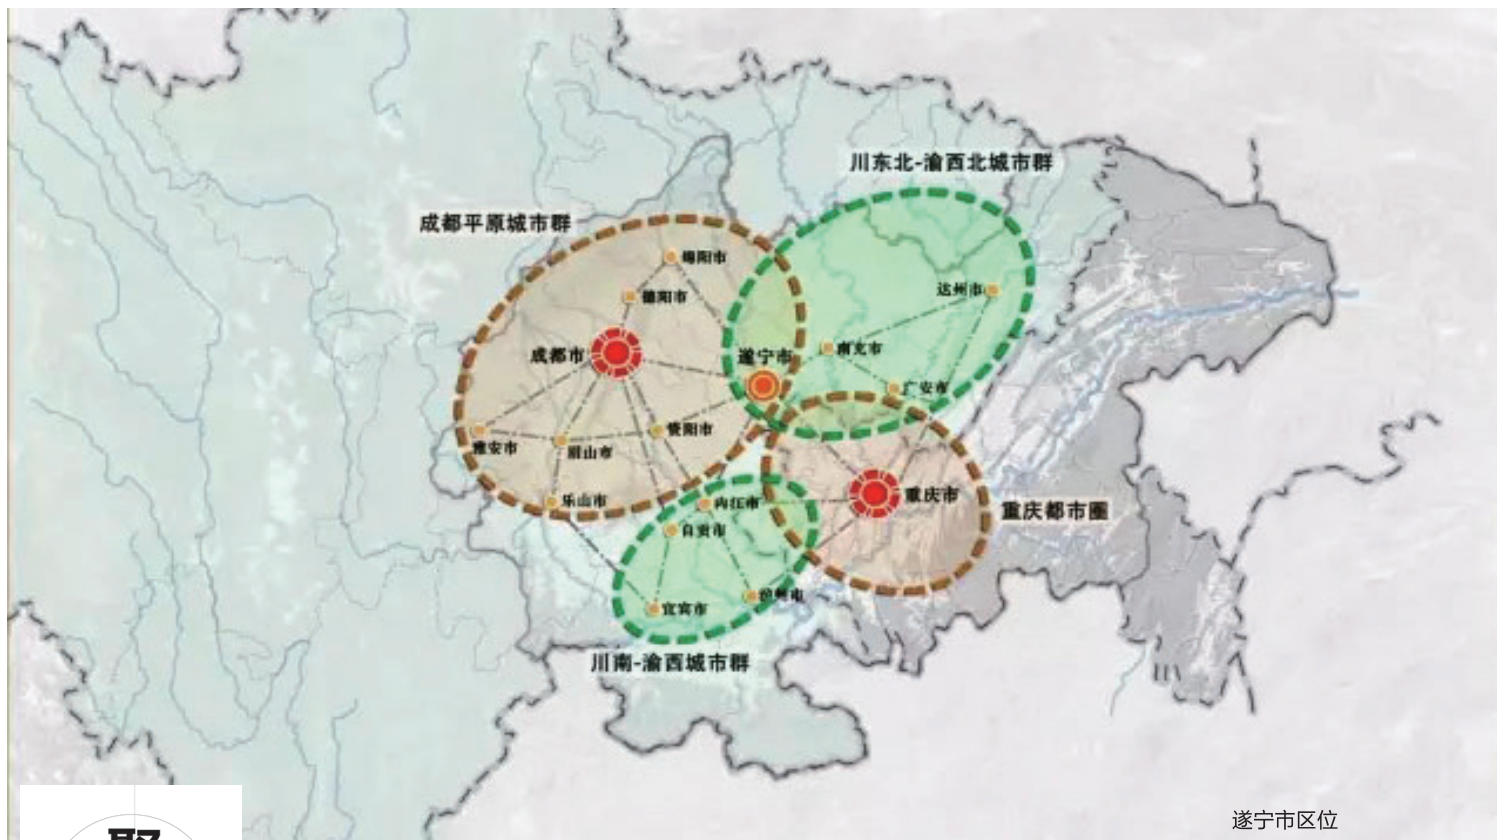 川东北-渝西北城市群
成都平原城市群
绵阳市
达州市
德阳市
南充市
成都市
遂宁市
广安市
资阳市
雅安市
眉山市
重庆市
乐山市
内江市
重庆都市圈
自贡市
泸州市
宜宾市
川南-渝西城市群
遂宁市区位